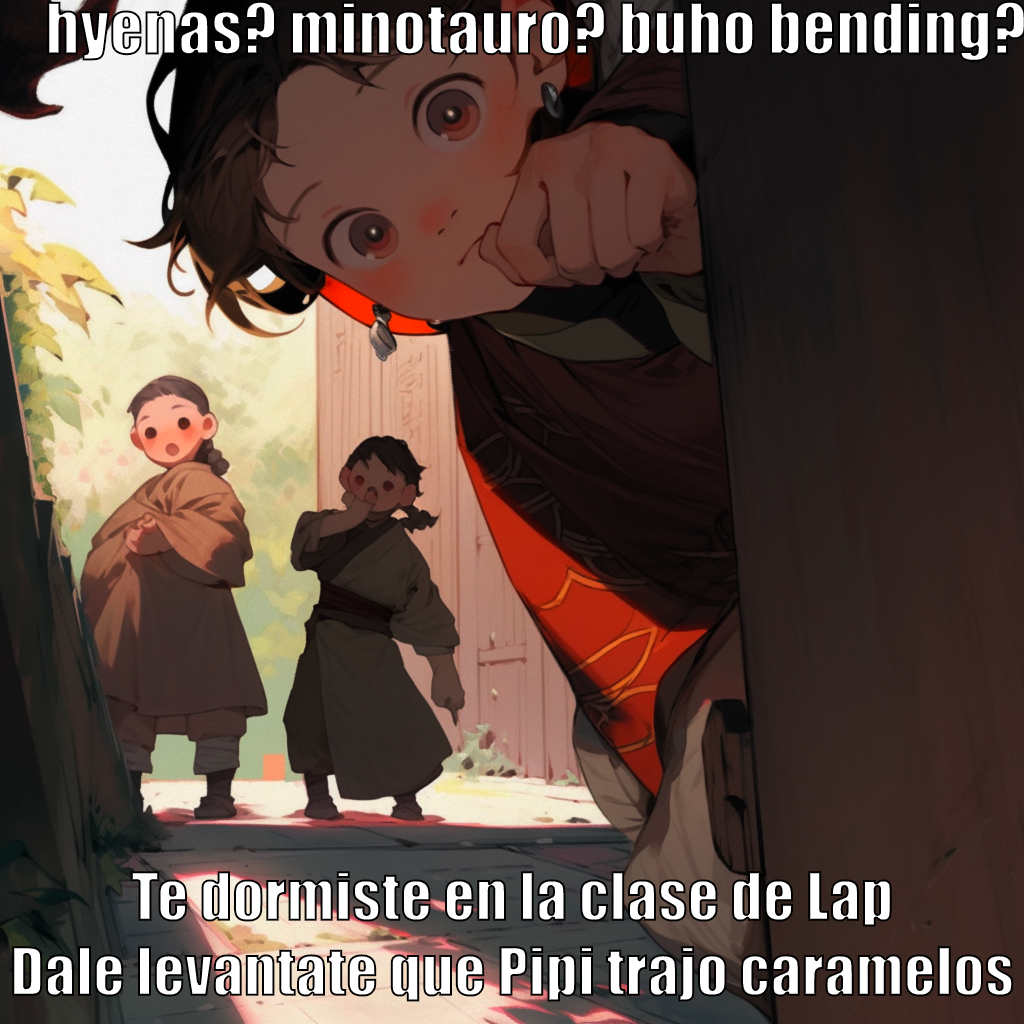 hyenas? minotauro? buho bending?
Te dormiste en la clase de Lap
Dale levantate que Pipi trajo caramelos